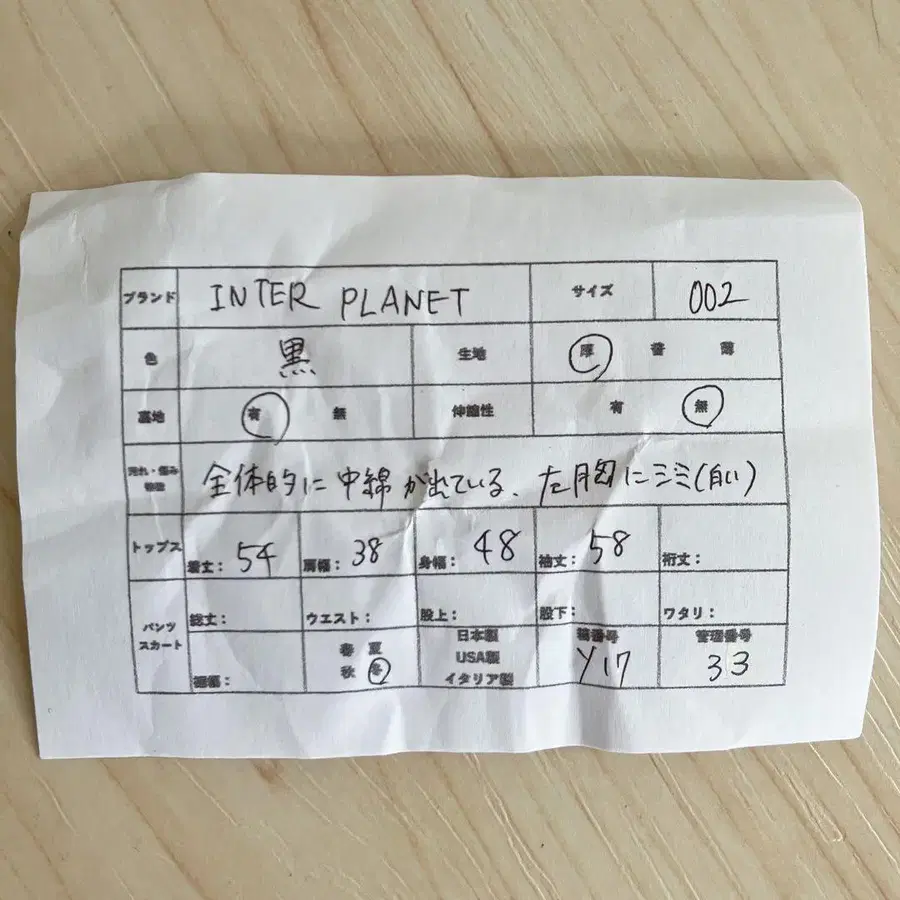 ブランド INTER PLANET サイズ 002
色 黒 生地 厚 普 薄
裏地 有 無 伸縮性 有 無
汚れ・傷み
全体的に中綿が出ている、左胸にシミ(白い)
トップス 着丈: 54 肩幅: 38 身幅: 48 袖丈: 58 裄丈:
パンツ
スカート
総丈: ウエスト: 股上: 股下: ワタリ:
裾幅:
春 夏
秋 冬
日本製
USA製
イタリア製
箱番号
Y17
管理番号
33